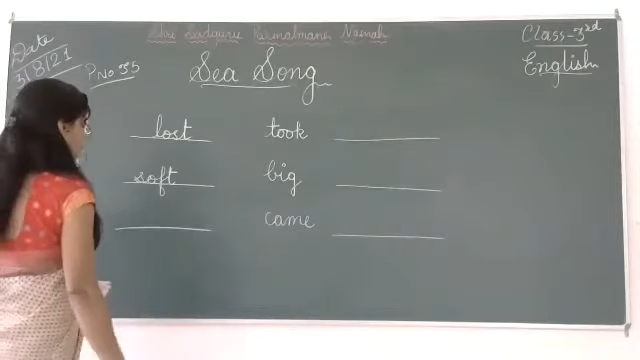 Shri Sadguru Parmatmane Namah
Class-3rd
Date
3/8/21
P No 35
Sea Song
English
lost took
soft big
came